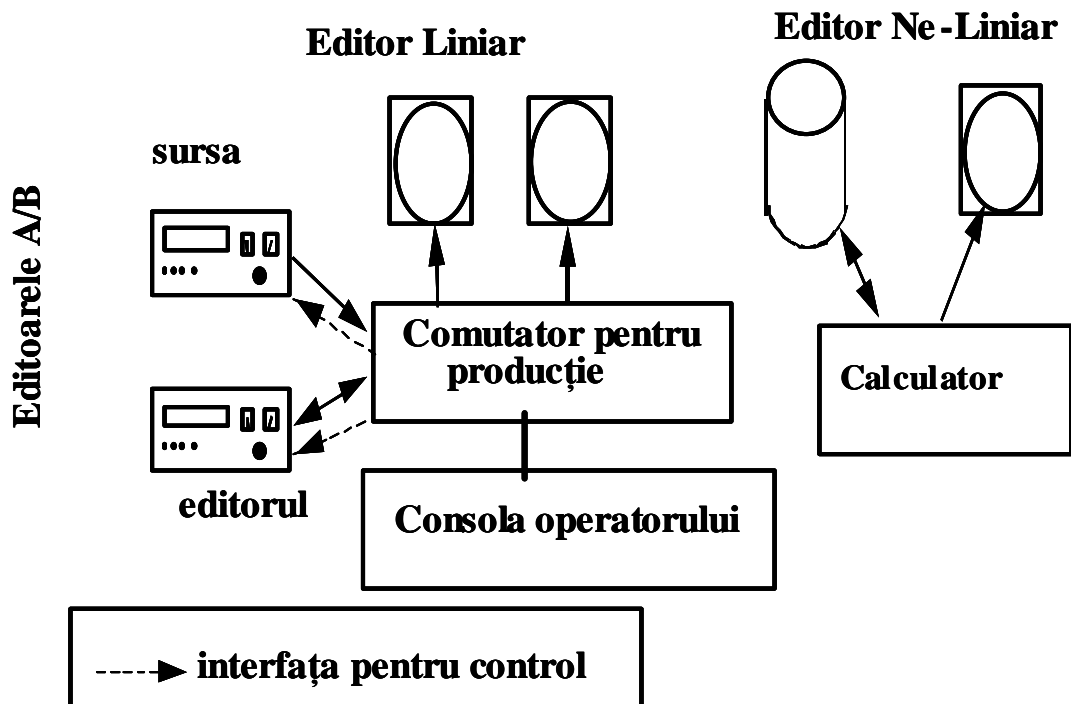 Editor Liniar
Editor Ne-Liniar
sursa
Editoarele A/B
Comutator pentru
producție
Calculator
editorul
Consola operatorului
interfața pentru control